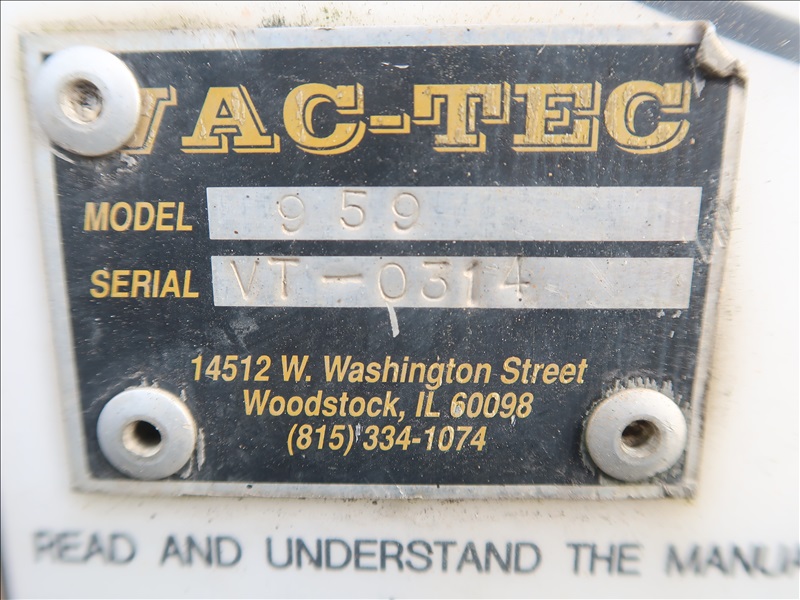 VAC-TEC
MODEL 959
SERIAL VT-0314
14512 W. Washington Street
Woodstock, IL 60098
(815) 334-1074
READ AND UNDERSTAND THE